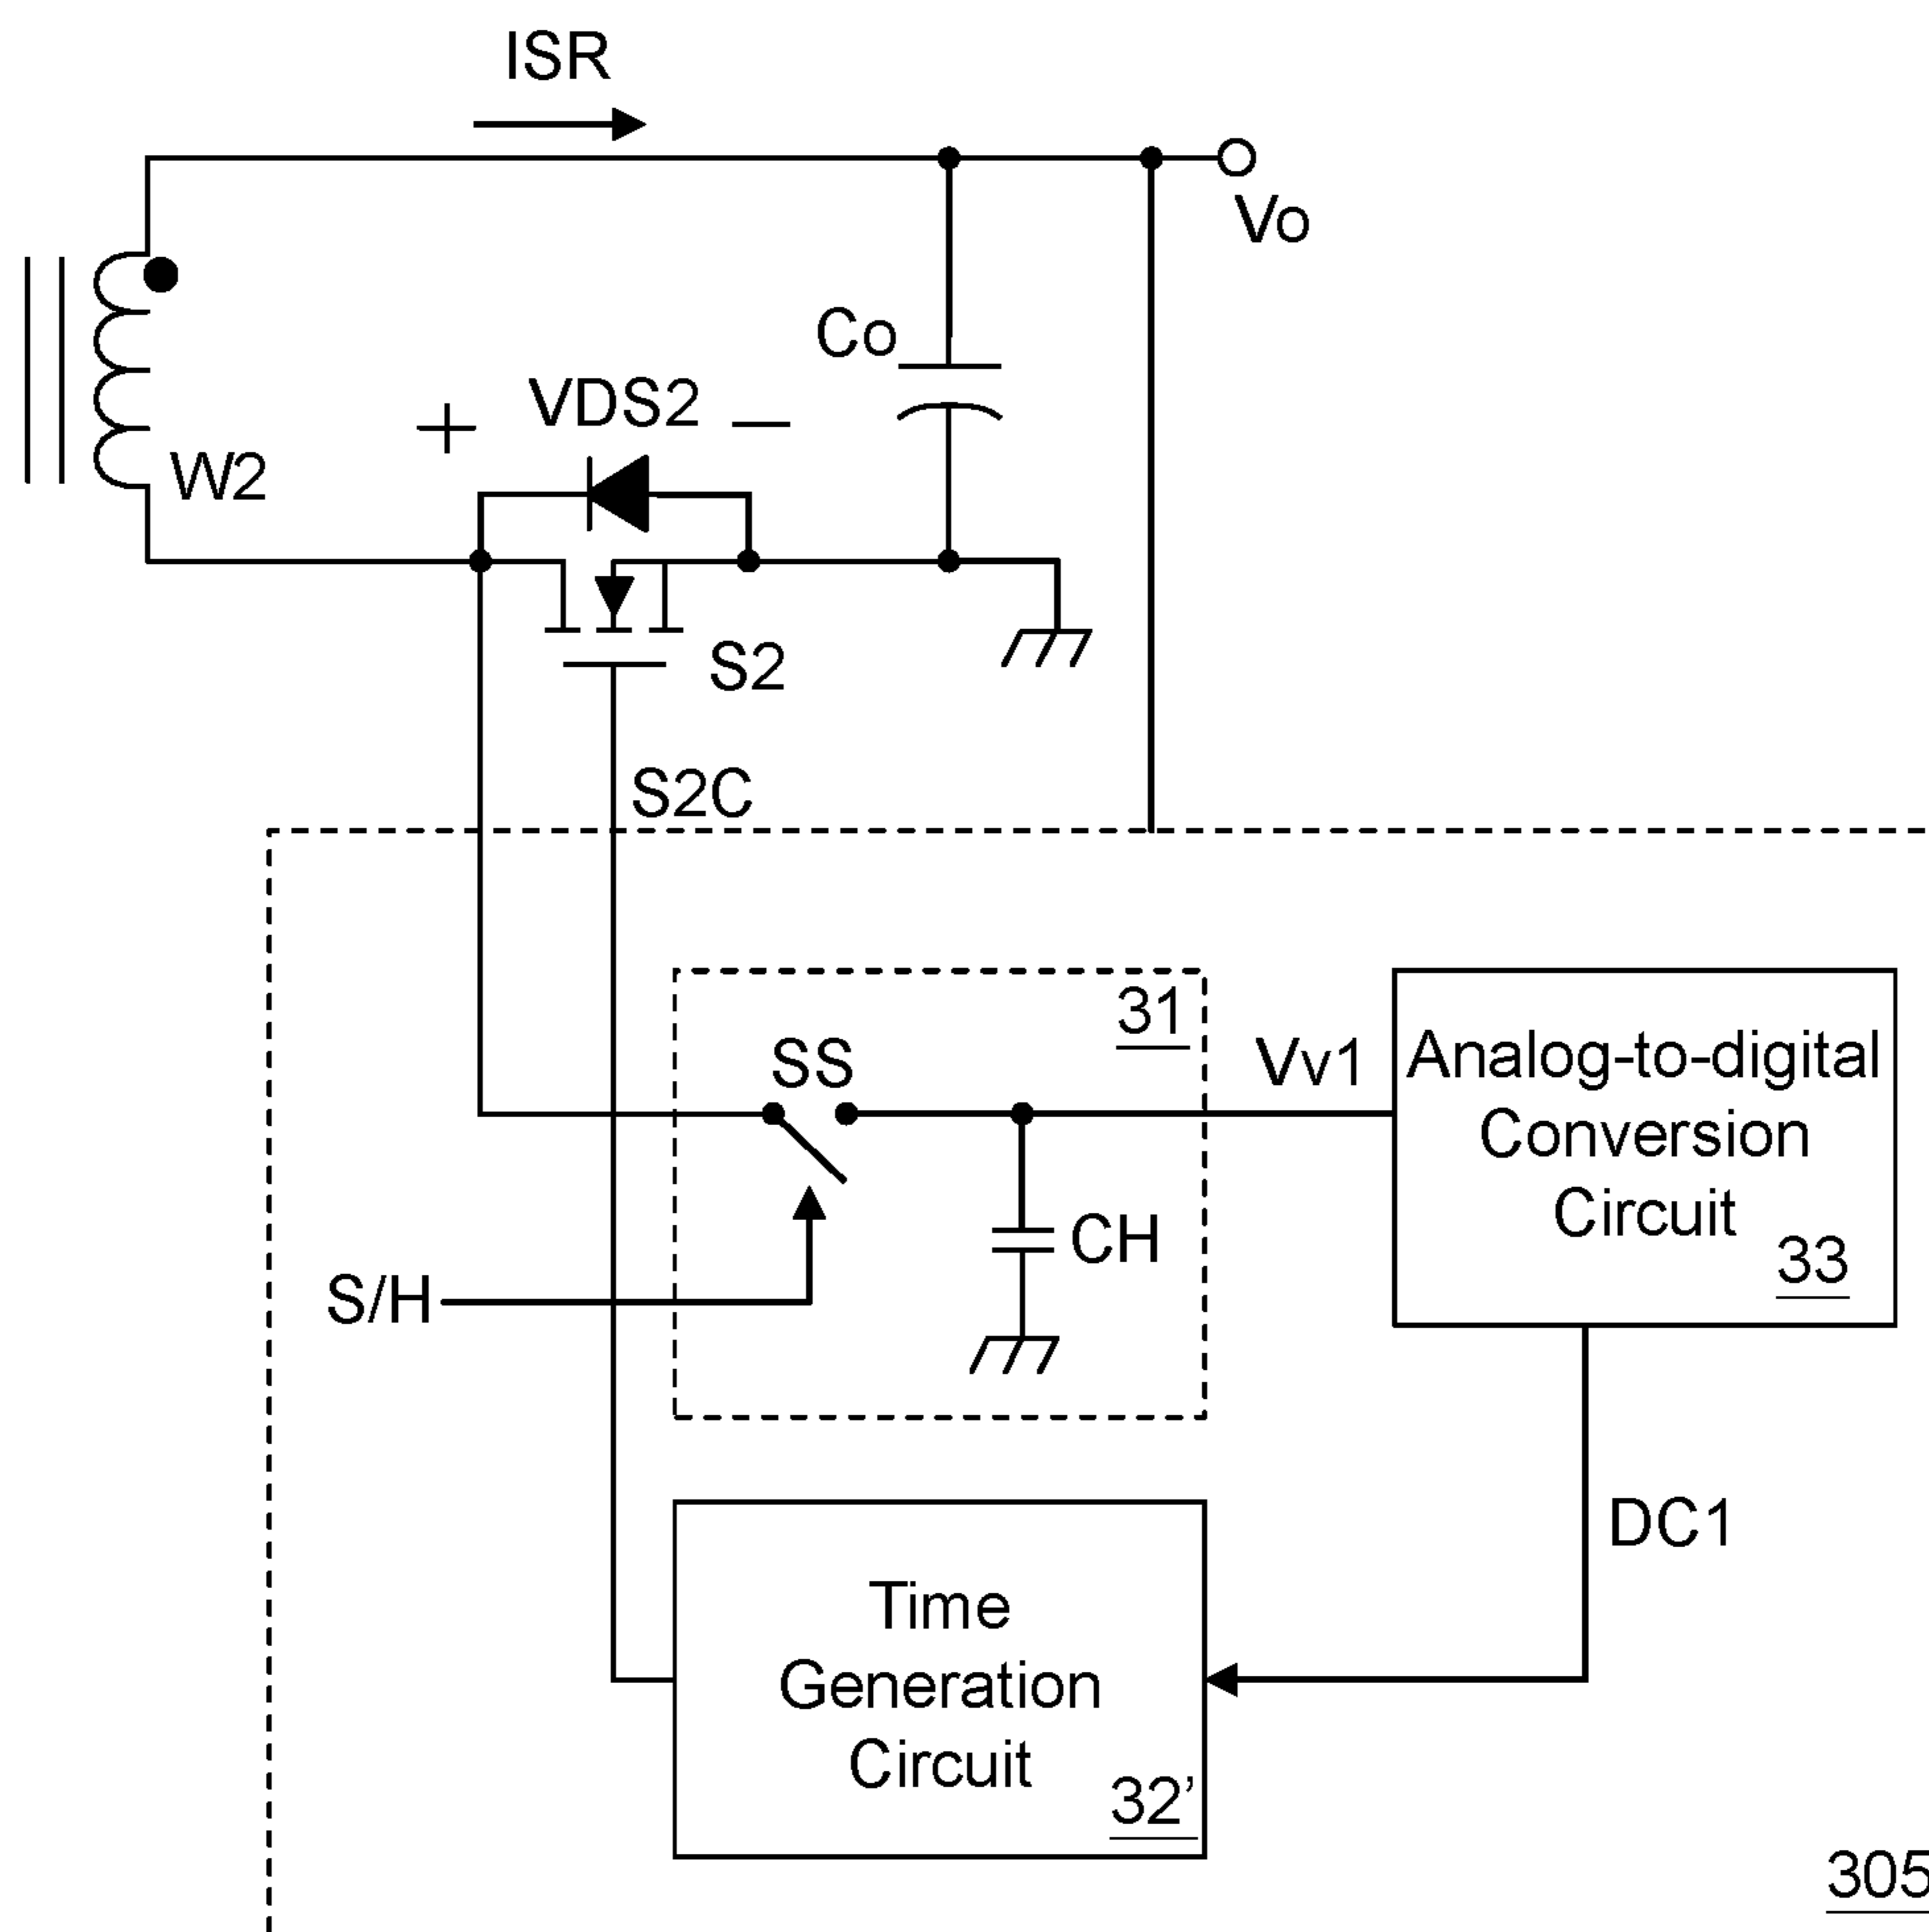 ISR
Vo
Co
+ VDS2 −
W2
S2
S2C
31
SS
Vv1
Analog-to-digital
Conversion
Circuit
33
CH
S/H
DC1
Time
Generation
Circuit
32’
305